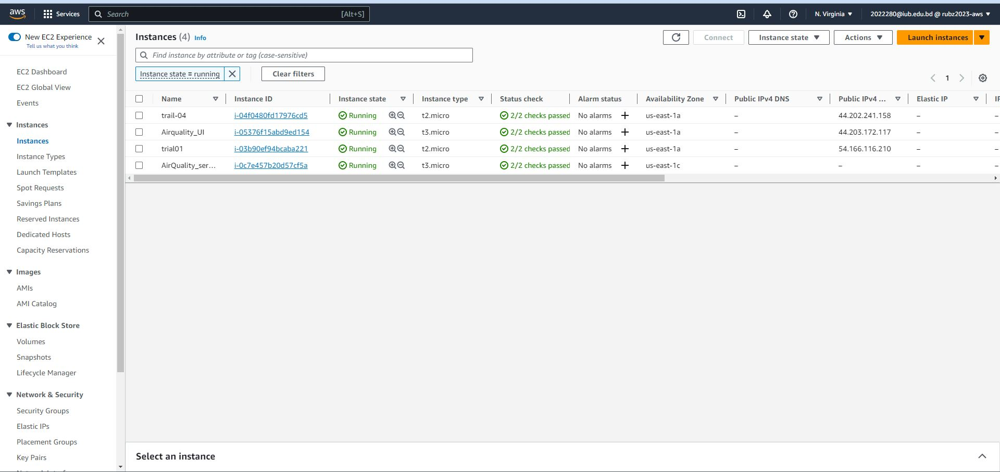 aws
Services
Search
[Alt+S]
N. Virginia
2022280@iub.edu.bd @ rubz2023-aws
New EC2 Experience
Tell us what you think
EC2 Dashboard
EC2 Global View
Events
Instances
Instances
Instance Types
Launch Templates
Spot Requests
Savings Plans
Reserved Instances
Dedicated Hosts
Capacity Reservations
Images
AMIs
AMI Catalog
Elastic Block Store
Volumes
Snapshots
Lifecycle Manager
Network & Security
Security Groups
Elastic IPs
Placement Groups
Key Pairs
Instances (4) Info
Connect
Instance state
Actions
Launch instances
Find instance by attribute or tag (case-sensitive)
Instance state = running
Clear filters
1
Name Instance ID Instance state Instance type Status check Alarm status Availability Zone Public IPv4 DNS Public IPv4 ... Elastic IP
trail-04 i-04f0480fd17976cd5 Running t2.micro 2/2 checks passed No alarms + us-east-1a – 44.202.241.158 – –
Airquality_UI i-05376f15abd9ed154 Running t3.micro 2/2 checks passed No alarms + us-east-1a – 44.203.172.117 – –
trial01 i-03b90ef94bcaba221 Running t2.micro 2/2 checks passed No alarms + us-east-1a – 54.166.116.210 – –
AirQuality_ser... i-0c7e457b20d57cf5a Running t3.micro 2/2 checks passed No alarms + us-east-1c – – – –
Select an instance